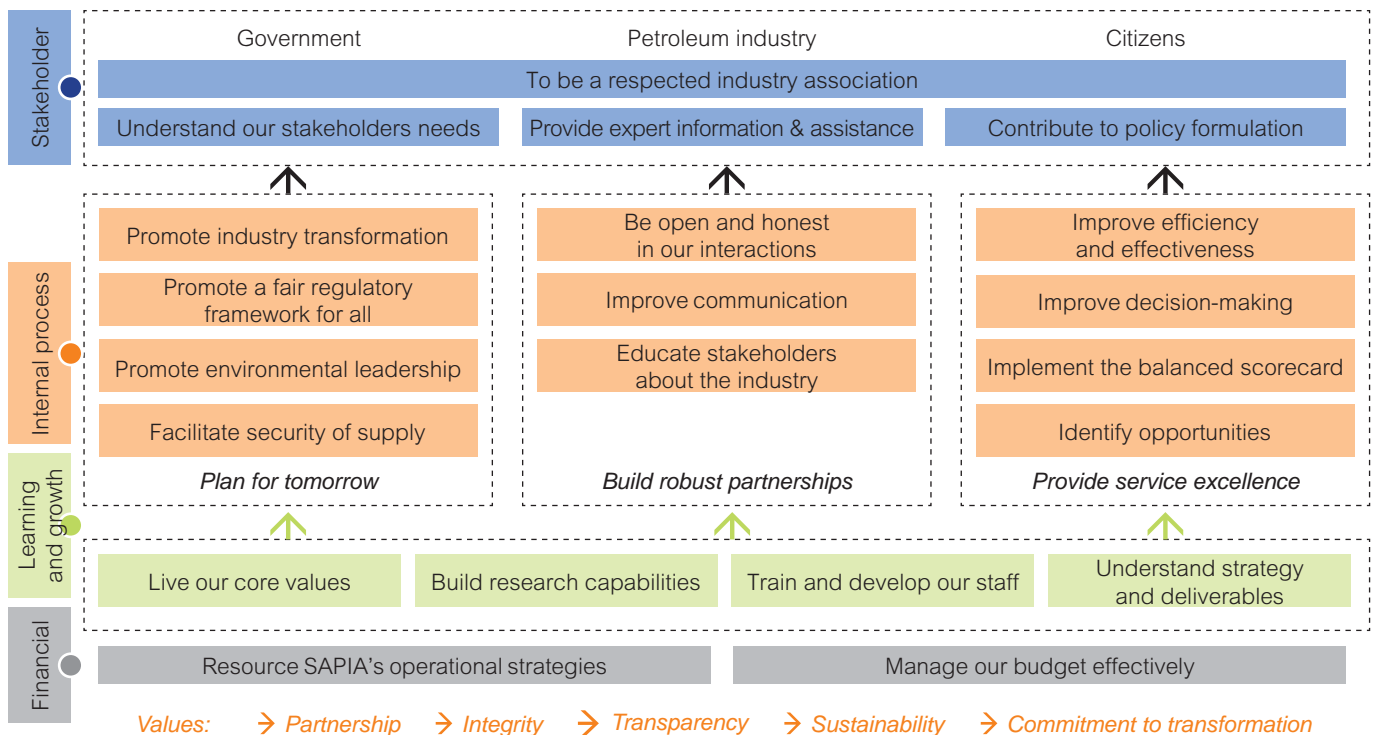 Stakeholder
Government
Petroleum industry
Citizens
To be a respected industry association
Understand our stakeholders needs
Provide expert information & assistance
Contribute to policy formulation
Internal process
Promote industry transformation
Promote a fair regulatory
framework for all
Promote environmental leadership
Facilitate security of supply
Plan for tomorrow
Be open and honest
in our interactions
Improve communication
Educate stakeholders
about the industry
Build robust partnerships
Improve efficiency
and effectiveness
Improve decision-making
Implement the balanced scorecard
Identify opportunities
Provide service excellence
Learning
and growth
Live our core values
Build research capabilities
Train and develop our staff
Understand strategy
and deliverables
Financial
Resource SAPIA's operational strategies
Manage our budget effectively
Values: → Partnership → Integrity → Transparency → Sustainability → Commitment to transformation